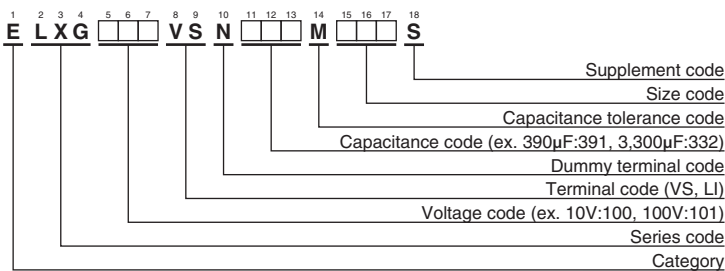 1 2 3 4 5 6 7 8 9 10 11 12 13 14 15 16 17 18
E L X G V S N M S
Supplement code
Size code
Capacitance tolerance code
Capacitance code (ex. 390μF:391, 3,300μF:332)
Dummy terminal code
Terminal code (VS, LI)
Voltage code (ex. 10V:100, 100V:101)
Series code
Category